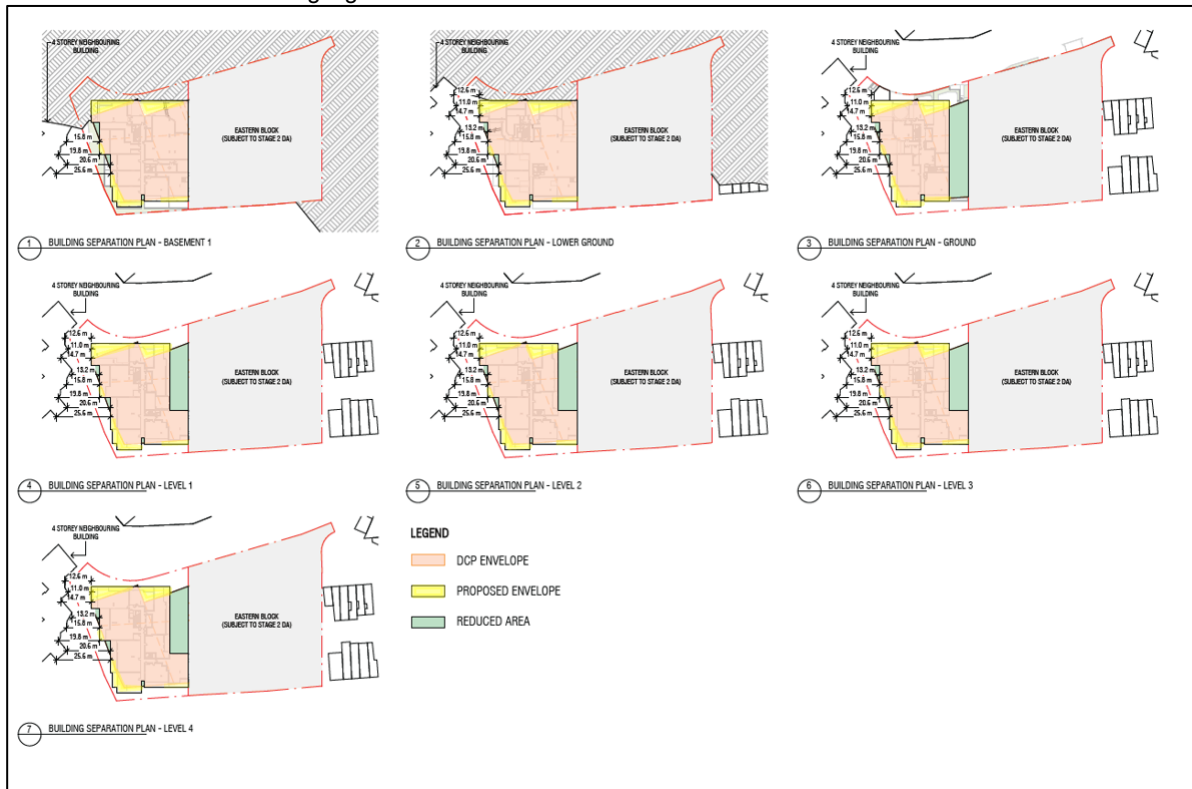 4 STOREY NEIGHBOURING
BUILDING
15.8 m
19.8 m
20.6 m
25.6 m
EASTERN BLOCK
(SUBJECT TO STAGE 2 DA)
1 BUILDING SEPARATION PLAN - BASEMENT 1
4 STOREY NEIGHBOURING
BUILDING
12.6 m
11.0 m
14.7 m
13.2 m
15.8 m
19.8 m
20.6 m
25.6 m
EASTERN BLOCK
(SUBJECT TO STAGE 2 DA)
2 BUILDING SEPARATION PLAN - LOWER GROUND
4 STOREY NEIGHBOURING
BUILDING
12.6 m
11.0 m
14.7 m
13.2 m
15.8 m
19.8 m
20.6 m
25.6 m
EASTERN BLOCK
(SUBJECT TO STAGE 2 DA)
3 BUILDING SEPARATION PLAN - GROUND
4 STOREY NEIGHBOURING
BUILDING
12.6 m
11.0 m
14.7 m
13.2 m
15.8 m
19.8 m
20.6 m
25.6 m
EASTERN BLOCK
(SUBJECT TO STAGE 2 DA)
4 BUILDING SEPARATION PLAN - LEVEL 1
4 STOREY NEIGHBOURING
BUILDING
12.6 m
11.0 m
14.7 m
13.2 m
15.8 m
19.8 m
20.6 m
25.6 m
EASTERN BLOCK
(SUBJECT TO STAGE 2 DA)
5 BUILDING SEPARATION PLAN - LEVEL 2
4 STOREY NEIGHBOURING
BUILDING
12.6 m
11.0 m
14.7 m
13.2 m
15.8 m
19.8 m
20.6 m
25.6 m
EASTERN BLOCK
(SUBJECT TO STAGE 2 DA)
6 BUILDING SEPARATION PLAN - LEVEL 3
4 STOREY NEIGHBOURING
BUILDING
12.6 m
11.0 m
14.7 m
13.2 m
15.8 m
19.8 m
20.6 m
25.6 m
EASTERN BLOCK
(SUBJECT TO STAGE 2 DA)
7 BUILDING SEPARATION PLAN - LEVEL 4
LEGEND
DCP ENVELOPE
PROPOSED ENVELOPE
REDUCED AREA